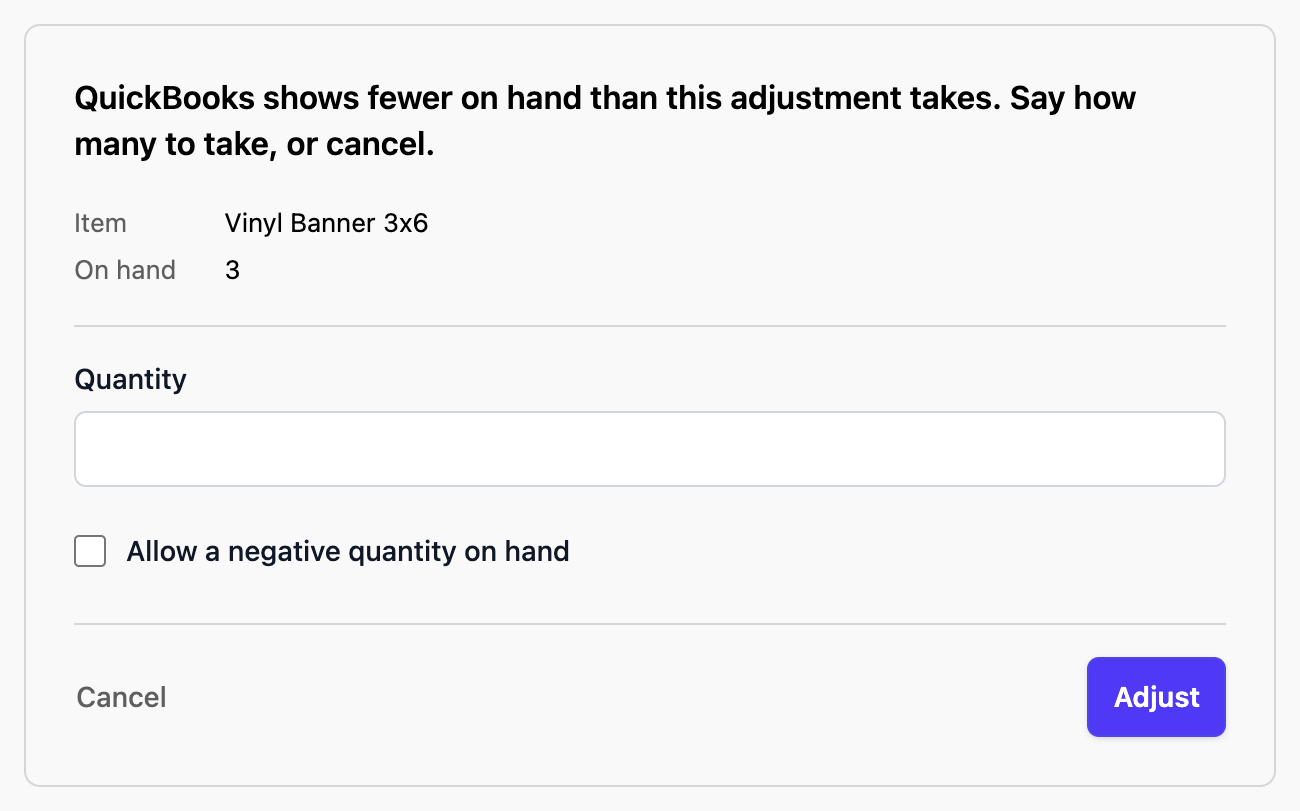 QuickBooks shows fewer on hand than this adjustment takes. Say how
many to take, or cancel.
Item Vinyl Banner 3x6
On hand 3
Quantity
Allow a negative quantity on hand
Cancel Adjust